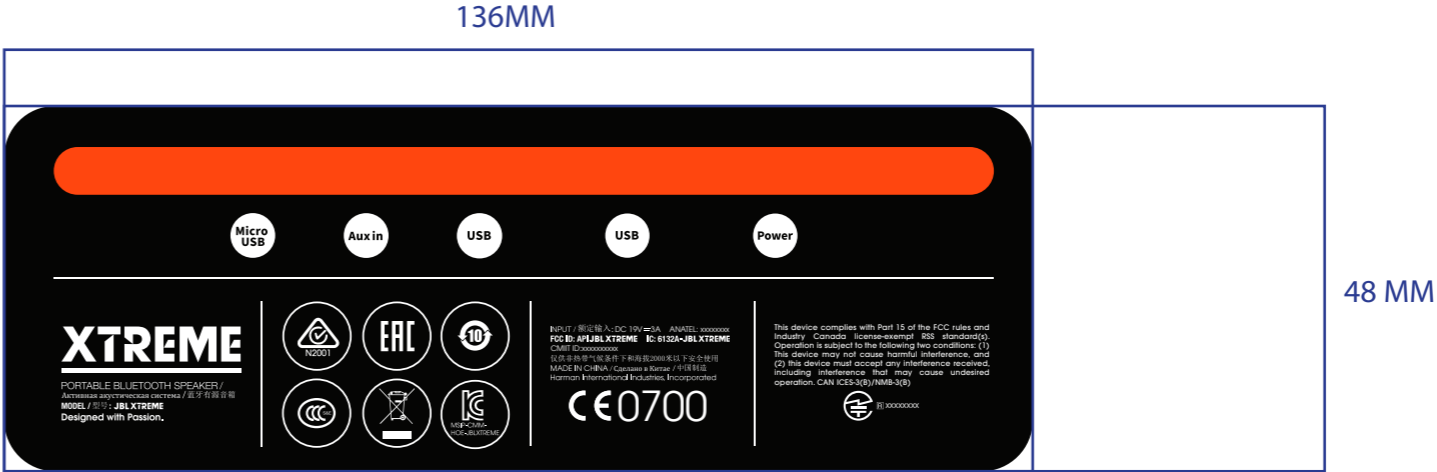 136MM
48 MM
Micro
USB
Aux in
USB
USB
Power
XTREME
PORTABLE BLUETOOTH SPEAKER /
Активная акустическая система / 蓝牙有源音箱
MODEL / 型号: JBL XTREME
Designed with Passion.
N2001
EAC
10
CCC
S&E
MSIP-CMM-
HOE-JBLXTREME
INPUT / 额定输入: DC 19V⎓3A ANATEL: xxxxxxxx
FCC ID: APIJBL XTREME IC: 6132A-JBL XTREME
CMIIT ID:xxxxxxxxxx
仅供非热带气候条件下和海拔2000米以下安全使用
MADE IN CHINA / Сделано в Китае / 中国制造
Harman International Industries, Incorporated
CE0700
This device complies with Part 15 of the FCC rules and
Industry Canada license-exempt RSS standard(s).
Operation is subject to the following two conditions: (1)
This device may not cause harmful interference, and
(2) this device must accept any interference received,
including interference that may cause undesired
operation. CAN ICES-3(B)/NMB-3(B)
R xxxxxxxx